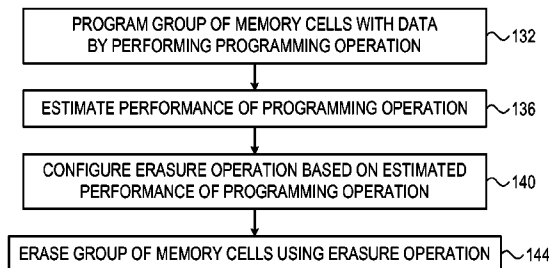 PROGRAM GROUP OF MEMORY CELLS WITH DATA
BY PERFORMING PROGRAMMING OPERATION
132
ESTIMATE PERFORMANCE OF PROGRAMMING OPERATION
136
CONFIGURE ERASURE OPERATION BASED ON ESTIMATED
PERFORMANCE OF PROGRAMMING OPERATION
140
ERASE GROUP OF MEMORY CELLS USING ERASURE OPERATION
144